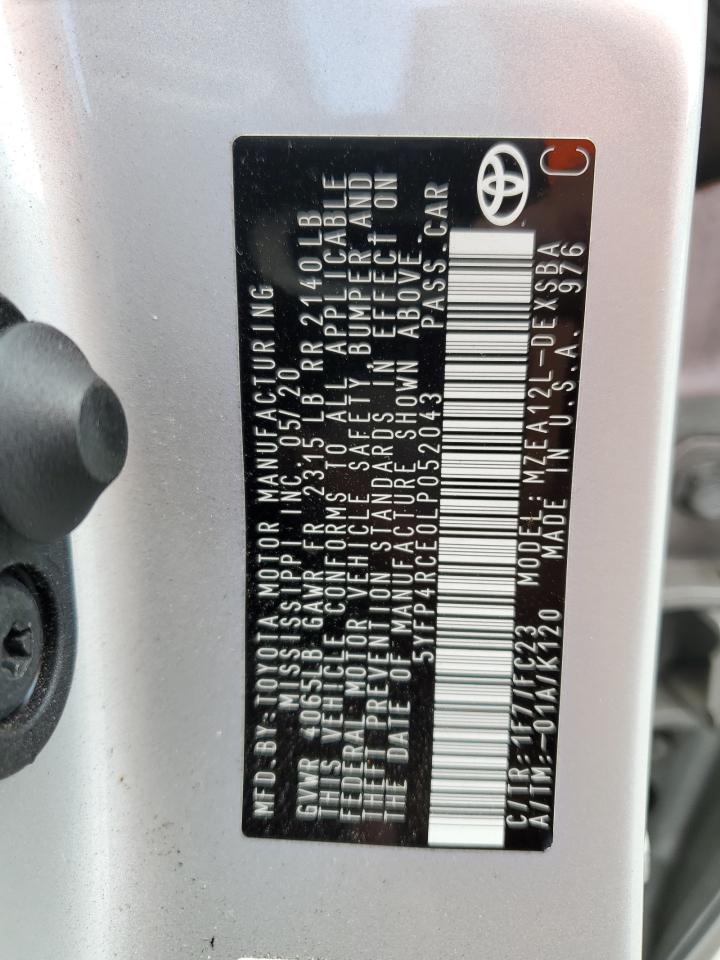 MFD.BY:TOYOTA MOTOR MANUFACTURING
MISSISSIPPI INC.05/20
GVWR 4065LB GAWR FR 2315 LB RR 2140LB
THIS VEHICLE CONFORMS TO ALL APPLICABLE
FEDERAL MOTOR VEHICLE SAFETY BUMPER AND
THEFT PREVENTION STANDARDS IN EFFECT ON
THE DATE OF MANUFACTURE SHOWN ABOVE.
5YFP4RCE0LP052043 PASS.CAR
C/TR:1F7/FC23 MODEL:MZEA12L-DEXSBA
A/TM:-01A/K120 MADE IN U.S.A. 976
C